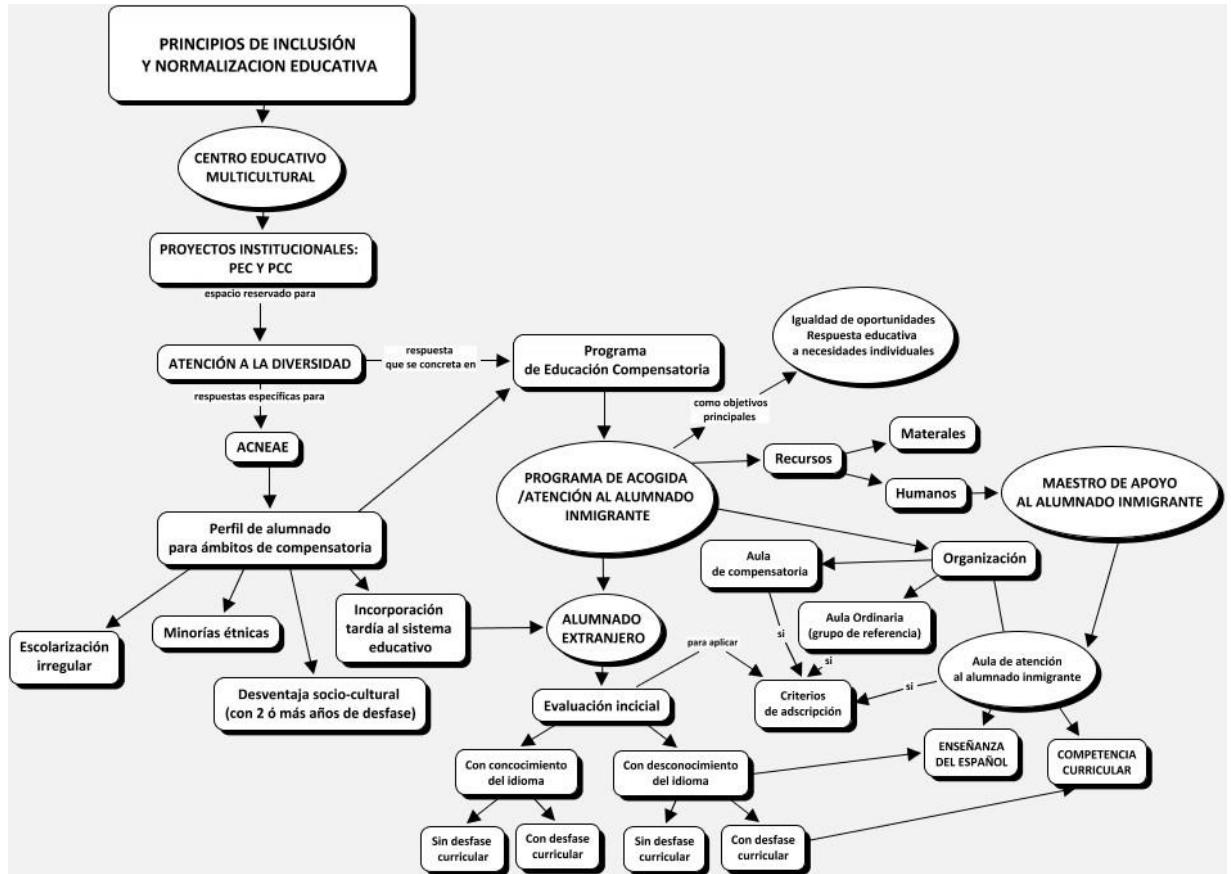 PRINCIPIOS DE INCLUSIÓN
Y NORMALIZACION EDUCATIVA
CENTRO EDUCATIVO
MULTICULTURAL
PROYECTOS INSTITUCIONALES:
PEC Y PCC
espacio reservado para
ATENCIÓN A LA DIVERSIDAD
respuesta
que se concreta en
Programa
de Educación Compensatoria
Igualdad de oportunidades
Respuesta educativa
a necesidades individuales
respuestas específicas para
como objetivos
principales
ACNEAE
Recursos
Materales
Humanos
MAESTRO DE APOYO
AL ALUMNADO INMIGRANTE
PROGRAMA DE ACOGIDA
/ATENCIÓN AL ALUMNADO
INMIGRANTE
Perfil de alumnado
para ámbitos de compensatoria
Aula
de compensatoria
Organización
Escolarización
irregular
Minorías étnicas
Incorporación
tardía al sistema
educativo
ALUMNADO
EXTRANJERO
Aula Ordinaria
(grupo de referencia)
para aplicar
si
si
si
Aula de atención
al alumnado inmigrante
Desventaja socio-cultural
(con 2 ó más años de desfase)
Evaluación incicial
Criterios
de adscripción
Con concocimiento
del idioma
Con desconocimiento
del idioma
ENSEÑANZA
DEL ESPAÑOL
COMPETENCIA
CURRICULAR
Sin desfase
curricular
Con desfase
curricular
Sin desfase
curricular
Con desfase
curricular